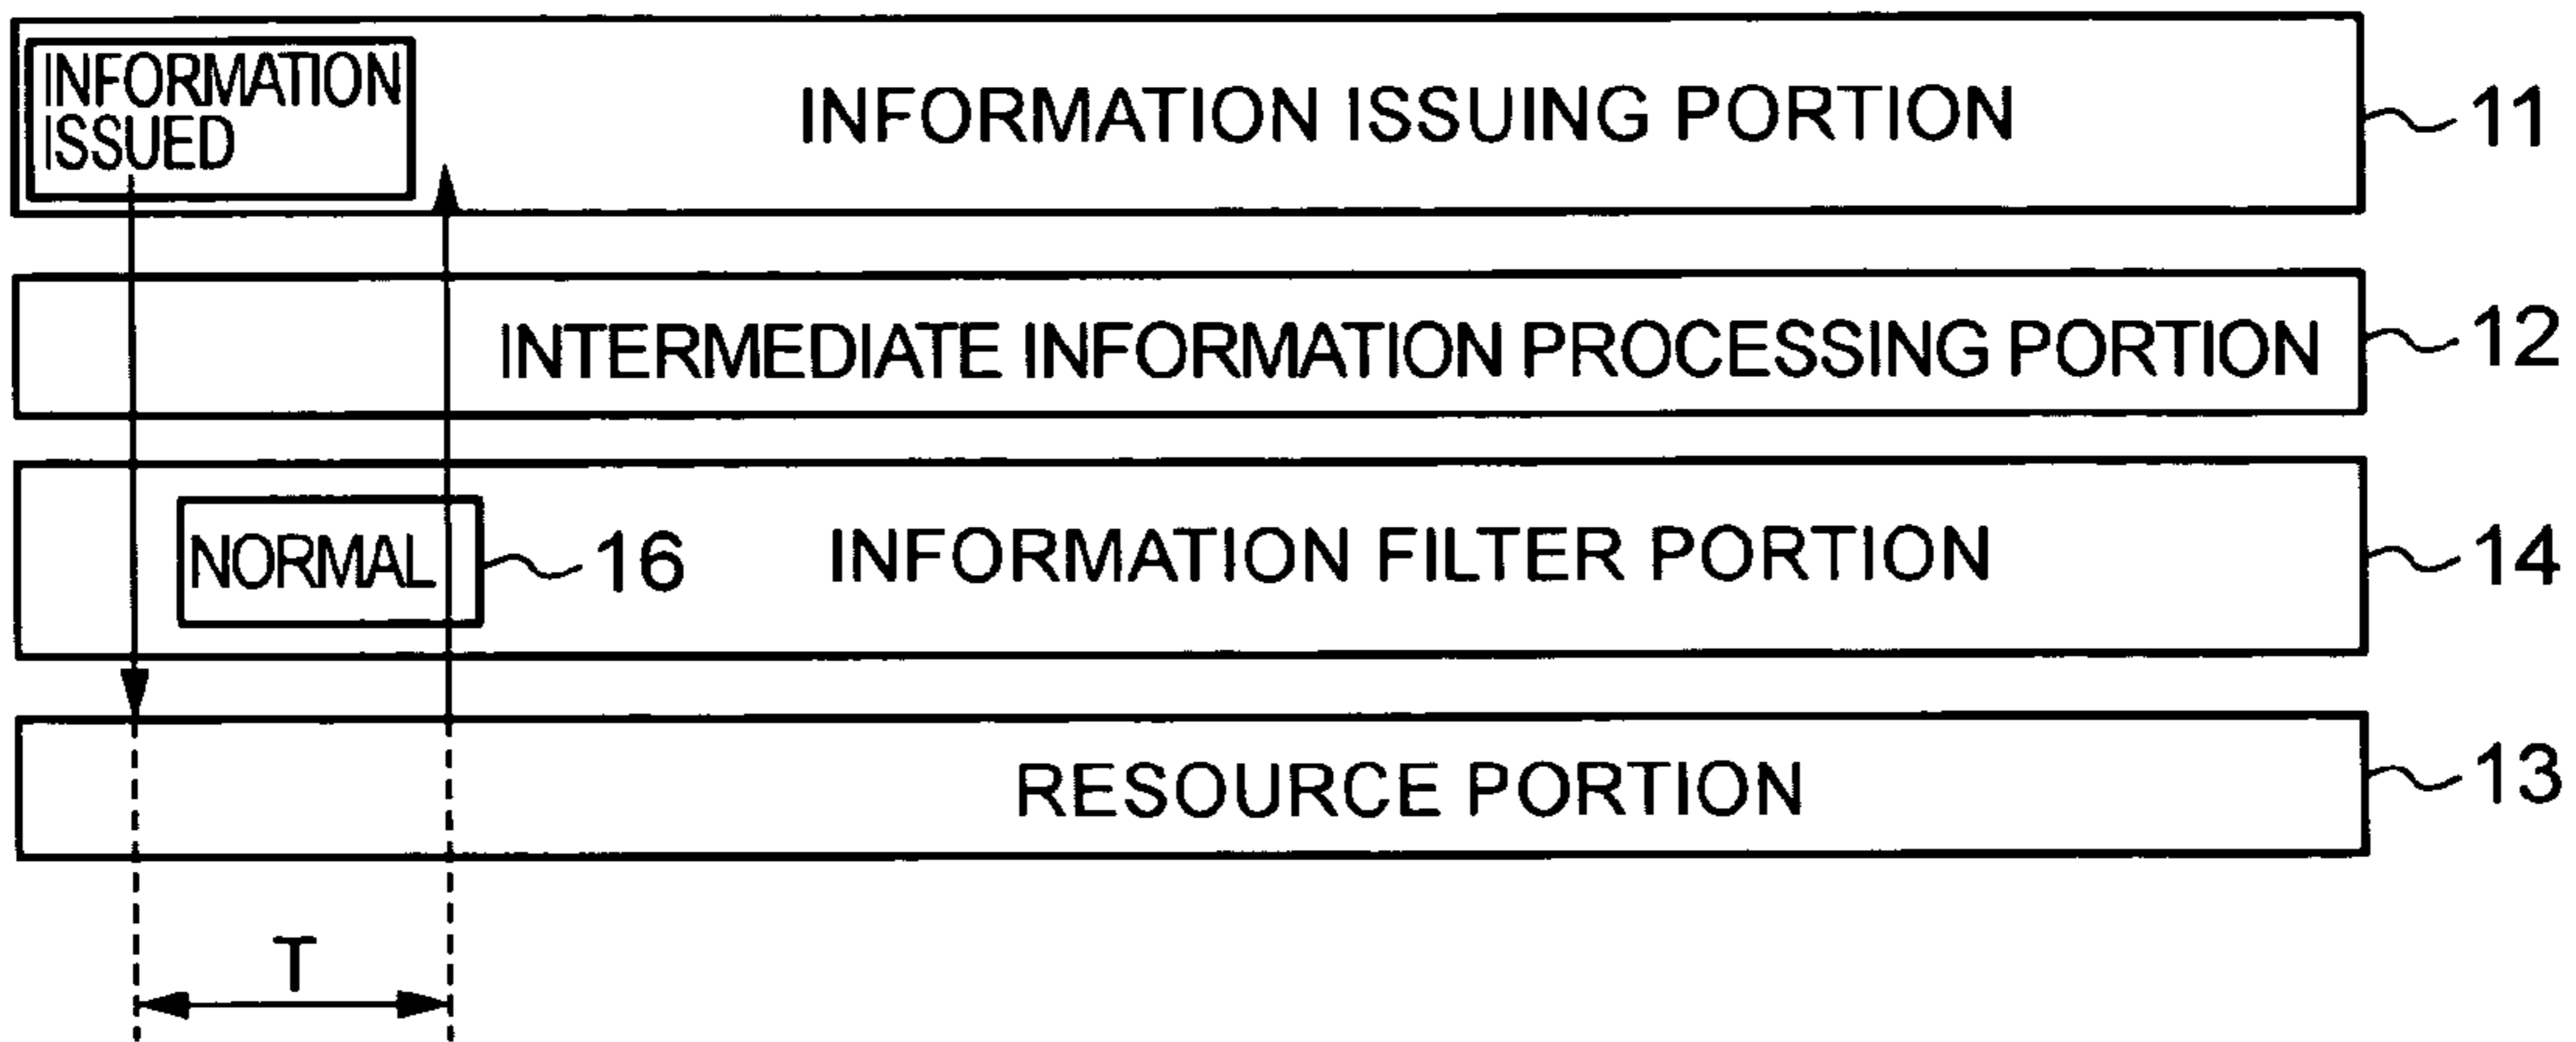 INFORMATION
ISSUED
INFORMATION ISSUING PORTION
11
INTERMEDIATE INFORMATION PROCESSING PORTION
12
NORMAL
16
INFORMATION FILTER PORTION
14
RESOURCE PORTION
13
T